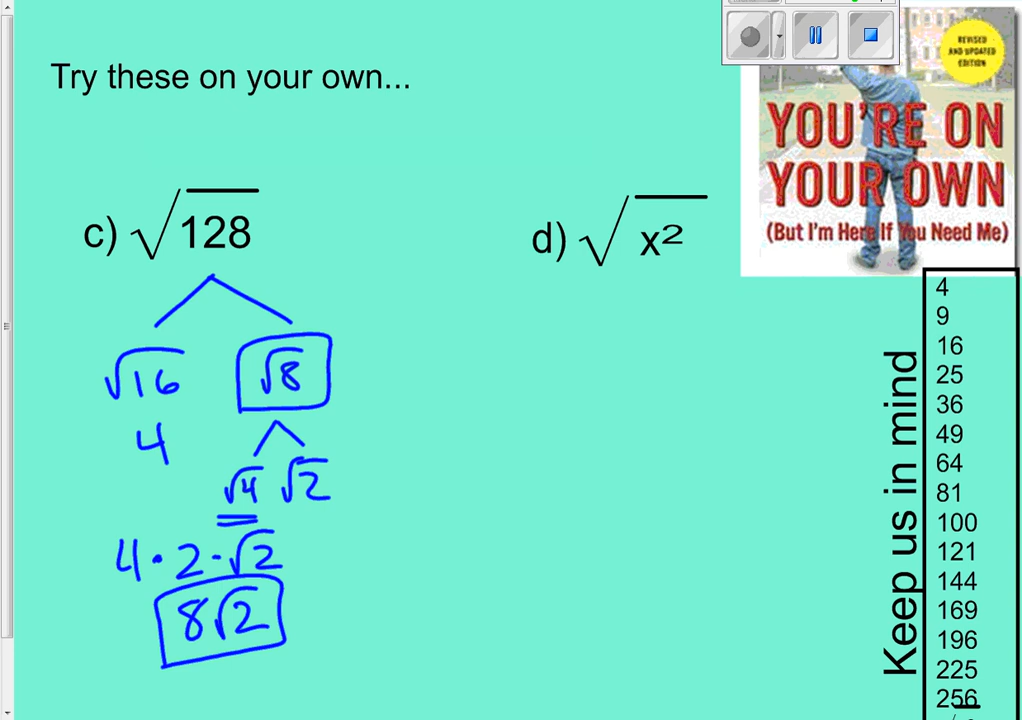 Try these on your own...
REVISED
AND UPDATED
EDITION
YOU'RE ON
YOUR OWN
(But I'm Here If You Need Me)
c) √128
d) √x²
√16 √8
4
√4 √2
4 · 2 · √2
8√2
Keep us in mind
4
9
16
25
36
49
64
81
100
121
144
169
196
225
256